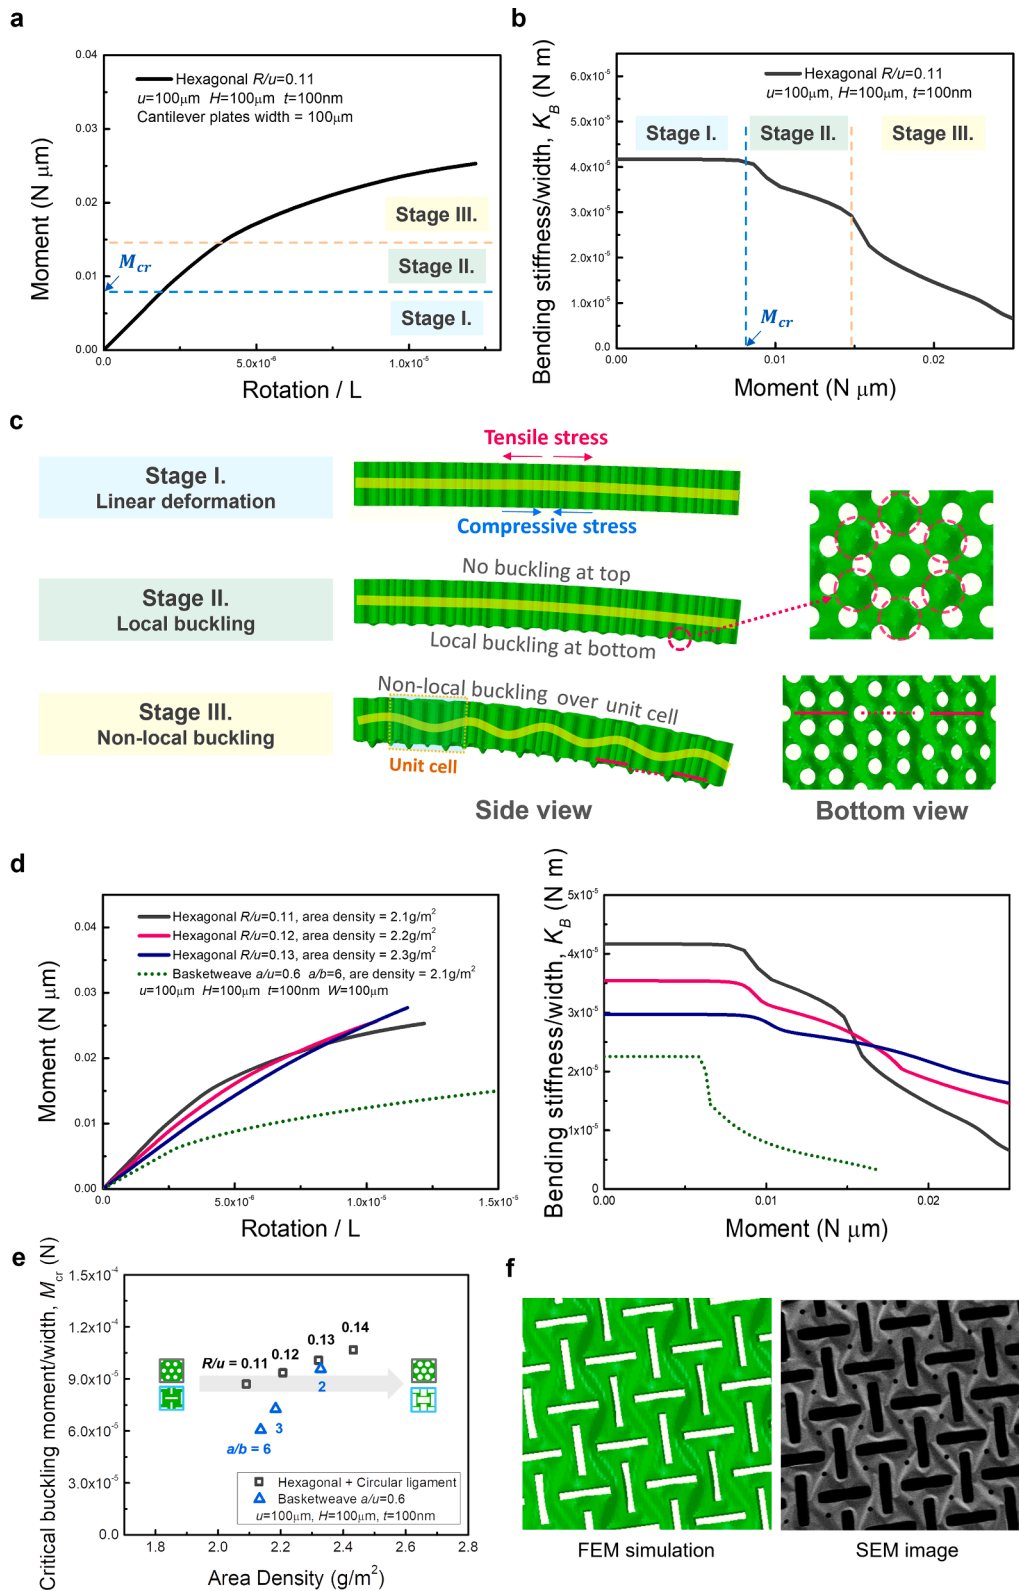 a
0.04
0.03
0.02
0.01
0.00
Moment (N μm)
Hexagonal R/u=0.11
u=100μm H=100μm t=100nm
Cantilever plates width = 100μm
Stage III.
Stage II.
Stage I.
Mcr
0.00
5.0x10⁻⁶
1.0x10⁻⁵
Rotation / L
b
6.0x10⁻⁵
5.0x10⁻⁵
4.0x10⁻⁵
3.0x10⁻⁵
2.0x10⁻⁵
1.0x10⁻⁵
0.0
Bending stiffness/width, K_B (N m)
Hexagonal R/u=0.11
u=100μm, H=100μm, t=100nm
Stage I.
Stage II.
Stage III.
Mcr
0.00
0.01
0.02
Moment (N μm)
c
Stage I.
Linear deformation
Tensile stress
Compressive stress
Stage II.
Local buckling
No buckling at top
Local buckling at bottom
Stage III.
Non-local buckling
Non-local buckling over unit cell
Unit cell
Side view
Bottom view
d
0.04
0.03
0.02
0.01
0.00
Moment (N μm)
Hexagonal R/u=0.11, area density = 2.1g/m²
Hexagonal R/u=0.12, area density = 2.2g/m²
Hexagonal R/u=0.13, area density = 2.3g/m²
Basketweave a/u=0.6 a/b=6, are density = 2.1g/m²
u=100μm H=100μm t=100nm W=100μm
0.0
5.0x10⁻⁶
1.0x10⁻⁵
1.5x10⁻⁵
Rotation / L
5x10⁻⁵
4x10⁻⁵
3x10⁻⁵
2x10⁻⁵
1x10⁻⁵
0
Bending stiffness/width, K_B (N m)
0.00
0.01
0.02
Moment (N μm)
e
1.5x10⁻⁴
1.2x10⁻⁴
9.0x10⁻⁵
6.0x10⁻⁵
3.0x10⁻⁵
0.0
Critical buckling moment/width, Mcr (N)
R/u = 0.11
0.12
0.13
0.14
a/b = 6
3
2
Hexagonal + Circular ligament
Basketweave a/u=0.6
u=100μm, H=100μm, t=100nm
1.8
2.0
2.2
2.4
2.6
2.8
Area Density (g/m²)
f
FEM simulation
SEM image